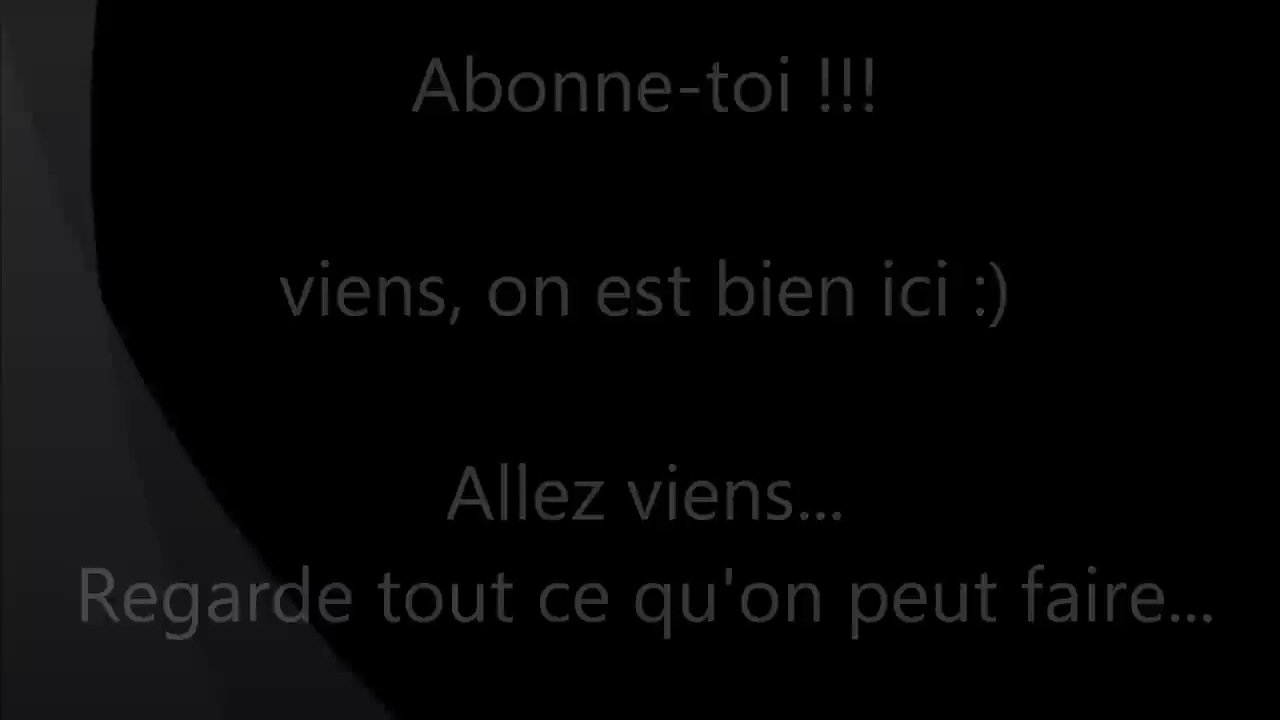 Abonne-toi !!!
viens, on est bien ici :)
Allez viens...
Regarde tout ce qu'on peut faire...